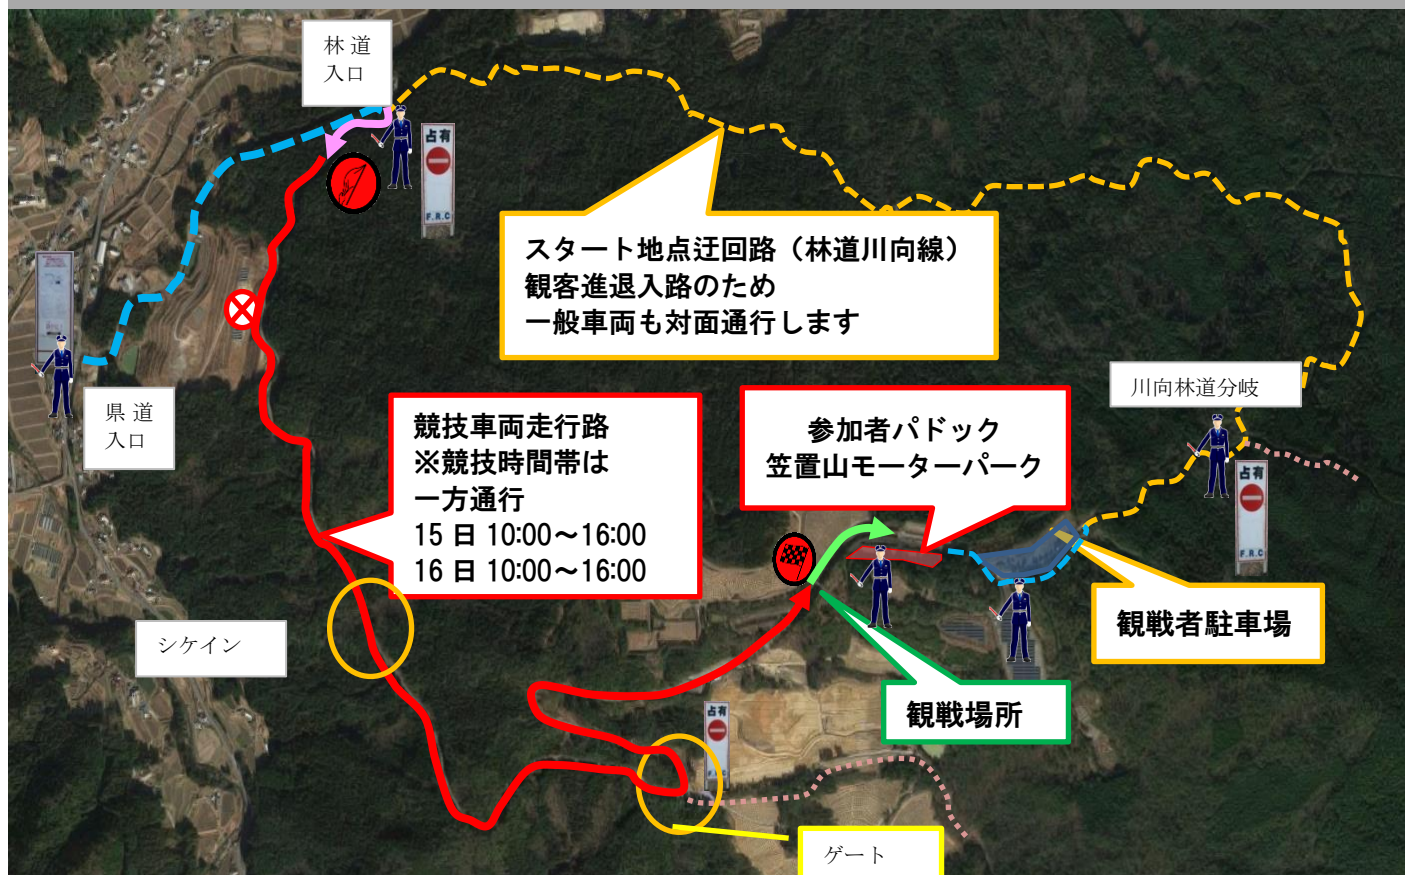 林 道
入口
占有
F.R.C
スタート地点迂回路（林道川向線）
観客進退入路のため
一般車両も対面通行します
県 道
入口
競技車両走行路
※競技時間帯は
一方通行
15 日 10:00～16:00
16 日 10:00～16:00
参加者パドック
笠置山モーターパーク
川向林道分岐
占有
F.R.C
観戦者駐車場
シケイン
観戦場所
占有
ゲート